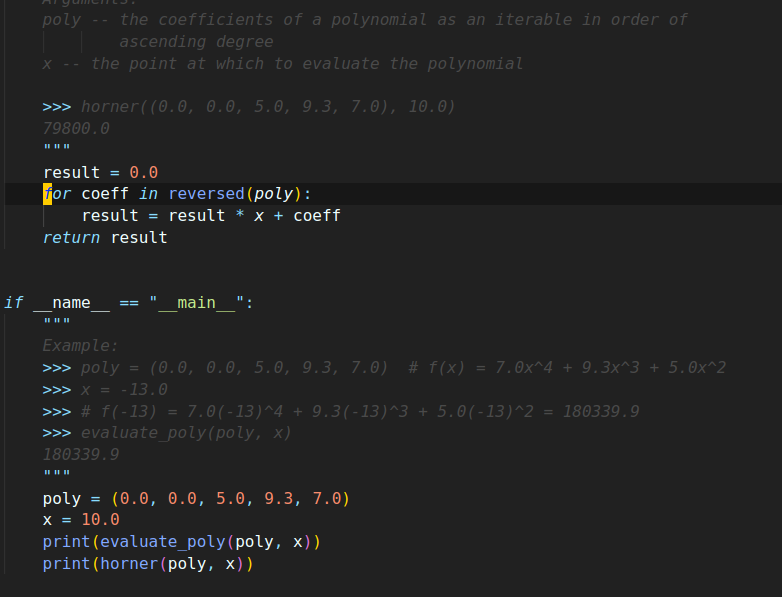 Arguments:
poly -- the coefficients of a polynomial as an iterable in order of
ascending degree
x -- the point at which to evaluate the polynomial
>>> horner((0.0, 0.0, 5.0, 9.3, 7.0), 10.0)
79800.0
"""
result = 0.0
for coeff in reversed(poly):
result = result * x + coeff
return result
if __name__ == "__main__":
"""
Example:
>>> poly = (0.0, 0.0, 5.0, 9.3, 7.0)  # f(x) = 7.0x^4 + 9.3x^3 + 5.0x^2
>>> x = -13.0
>>> # f(-13) = 7.0(-13)^4 + 9.3(-13)^3 + 5.0(-13)^2 = 180339.9
>>> evaluate_poly(poly, x)
180339.9
"""
poly = (0.0, 0.0, 5.0, 9.3, 7.0)
x = 10.0
print(evaluate_poly(poly, x))
print(horner(poly, x))